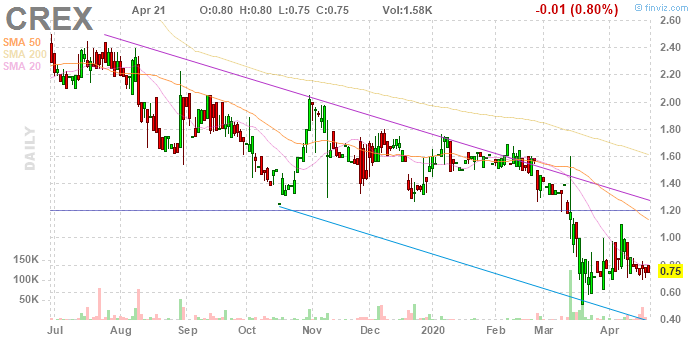 CREX
Apr 21 O:0.80 H:0.80 L:0.75 C:0.75 Vol:1.58K
© finviz.com
-0.01 (0.80%)
SMA 50
SMA 200
SMA 20
DAILY
2.60
2.40
2.20
2.00
1.80
1.60
1.40
1.20
1.00
0.80
0.75
0.60
0.40
150K
100K
50K
Jul Aug Sep Oct Nov Dec 2020 Feb Mar Apr